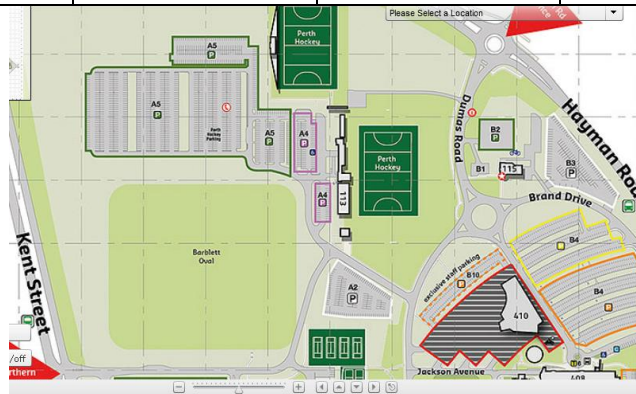 Please Select a Location
Rd
A5
P
Perth
Hockey
A5
P
Perth
Hockey
Parking
A5
P
A4
P
A4
P
113
Perth
Hockey
Dumas Road
Hayman Ro
B2
P
B1
115
B3
P
Brand Drive
B4
B4
Barblett
Oval
Kent Street
A2
P
exclusive staff parking
B10
410
Jackson Avenue
408
/off
rthern